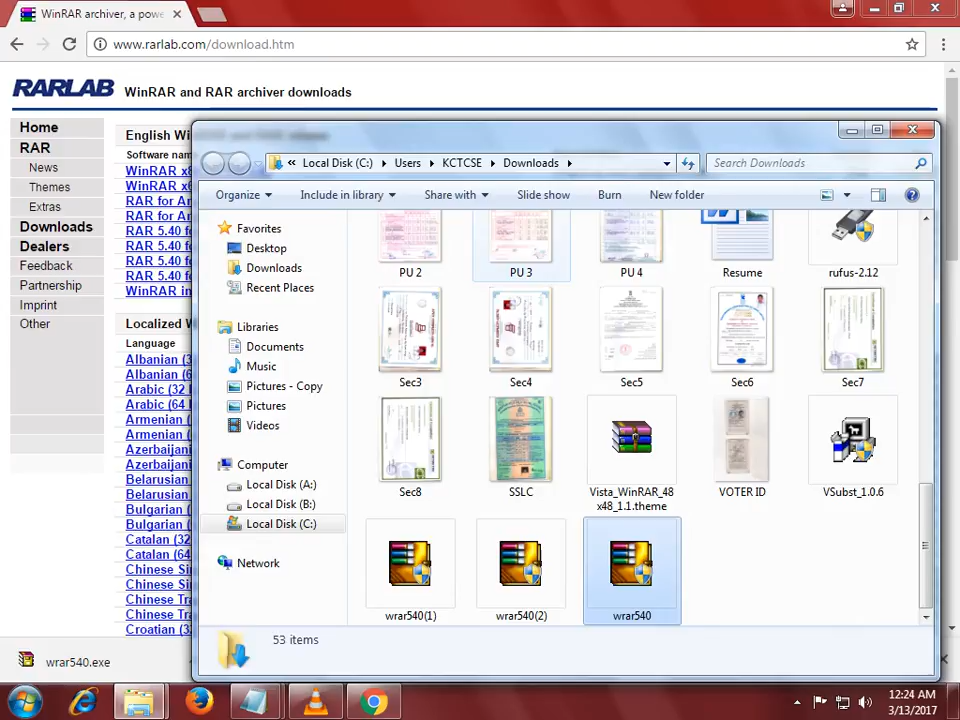 WinRAR archiver, a powe
www.rarlab.com/download.htm
RARLAB WinRAR and RAR archiver downloads
Home
RAR
News
Themes
Extras
Downloads
Dealers
Feedback
Partnership
Imprint
Other
English Wi
Software nam
WinRAR x8
WinRAR x6
RAR for An
RAR for Ar
RAR 5.40 f
RAR 5.40 fo
RAR 5.40 fo
RAR 5.40 fo
WinRAR in
Localized W
Language
Albanian (3
Albanian (6
Arabic (32 b
Arabic (64 b
Armenian (
Armenian (
Azerbaijani
Azerbaijani
Belarusian
Belarusian
Bulgarian (
Bulgarian (
Catalan (32
Catalan (64
Chinese Si
Chinese Si
Chinese Tra
Chinese Tra
Croatian (3
« Local Disk (C:) Users KCTCSE Downloads
Search Downloads
Organize Include in library Share with Slide show Burn New folder
Favorites
Desktop
Downloads
Recent Places
Libraries
Documents
Music
Pictures - Copy
Pictures
Videos
Computer
Local Disk (A:)
Local Disk (B:)
Local Disk (C:)
Network
PU 2 PU 3 PU 4 Resume rufus-2.12
Sec3 Sec4 Sec5 Sec6 Sec7
Sec8 SSLC Vista_WinRAR_48 VOTER ID VSubst_1.0.6
x48_1.1.theme
wrar540(1) wrar540(2) wrar540
53 items
wrar540.exe
12:24 AM
3/13/2017